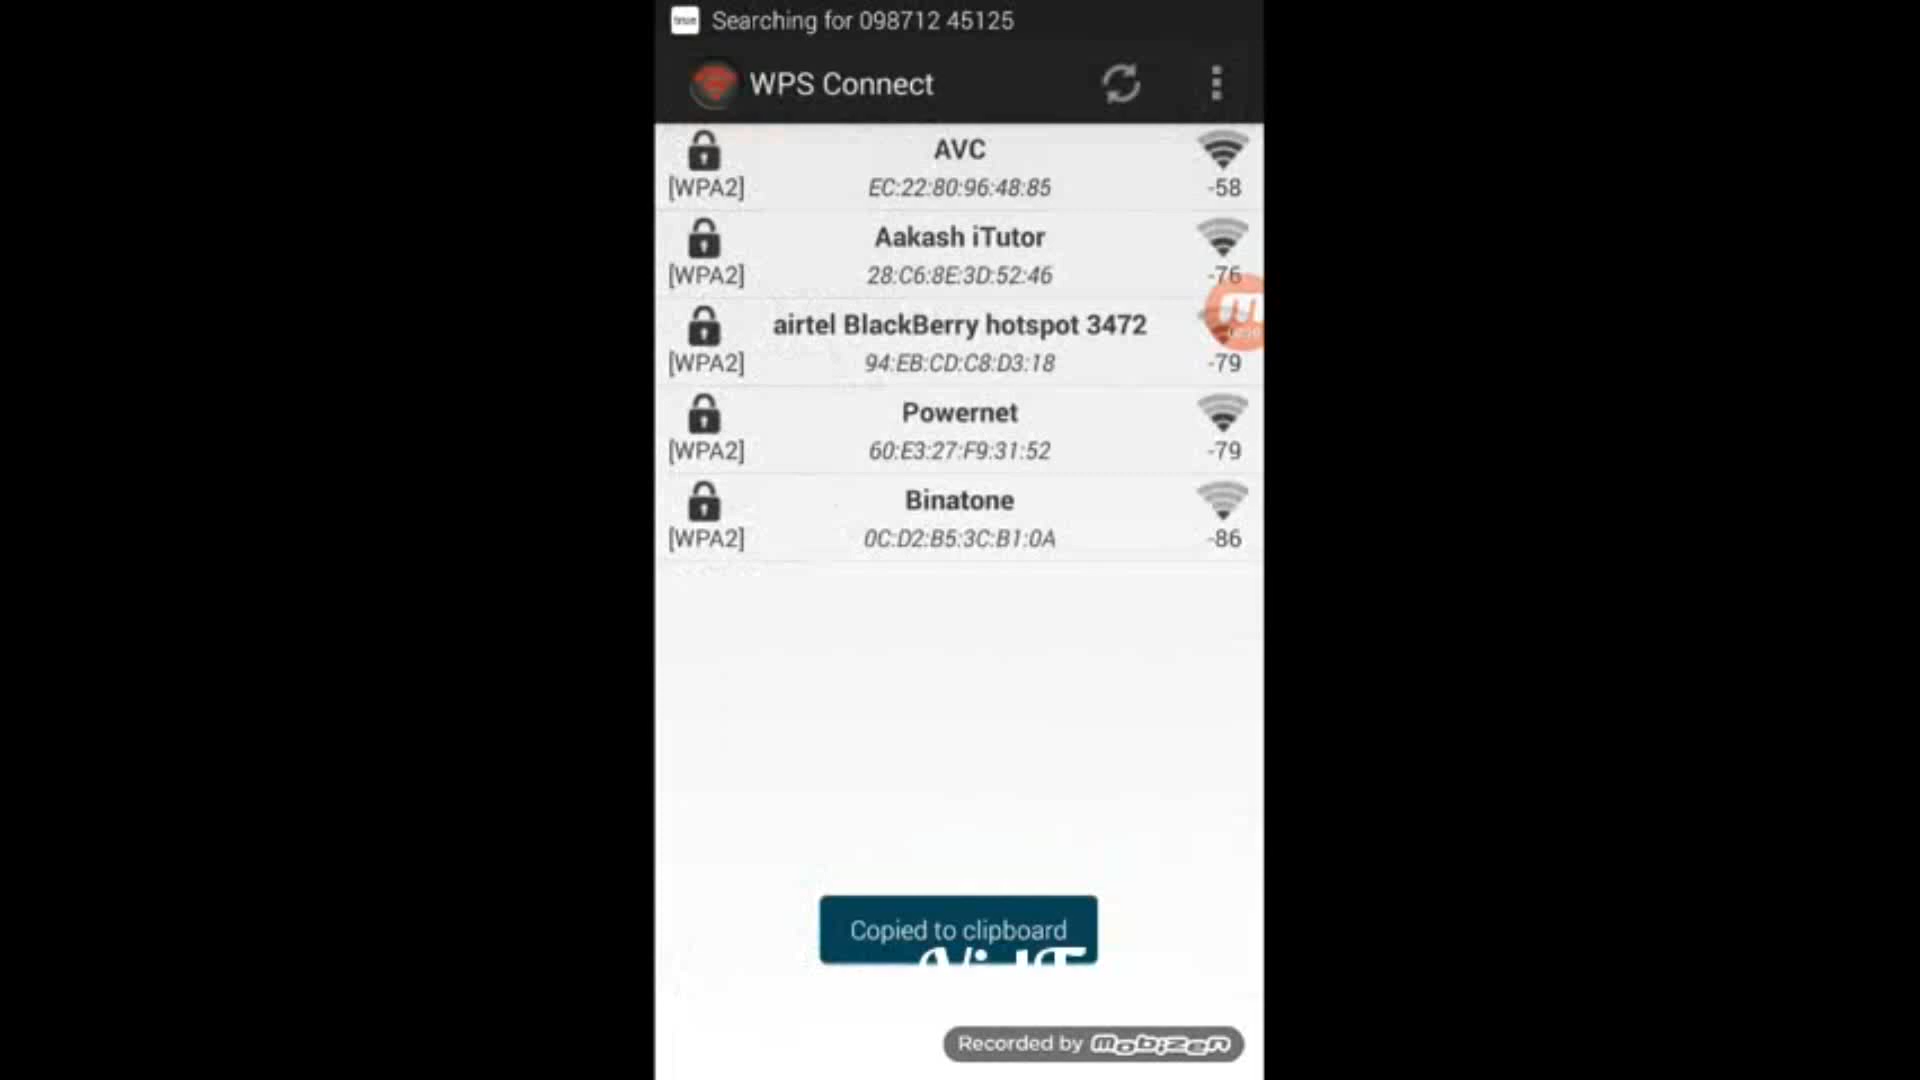 true Searching for 098712 45125
WPS Connect
AVC
[WPA2] EC:22:80:96:48:85 -58
Aakash iTutor
[WPA2] 28:C6:8E:3D:52:46 -76
airtel BlackBerry hotspot 3472
[WPA2] 94:EB:CD:C8:D3:18 -79
Powernet
[WPA2] 60:E3:27:F9:31:52 -79
Binatone
[WPA2] 0C:D2:B5:3C:B1:0A -86
Copied to clipboard
Recorded by mobizen